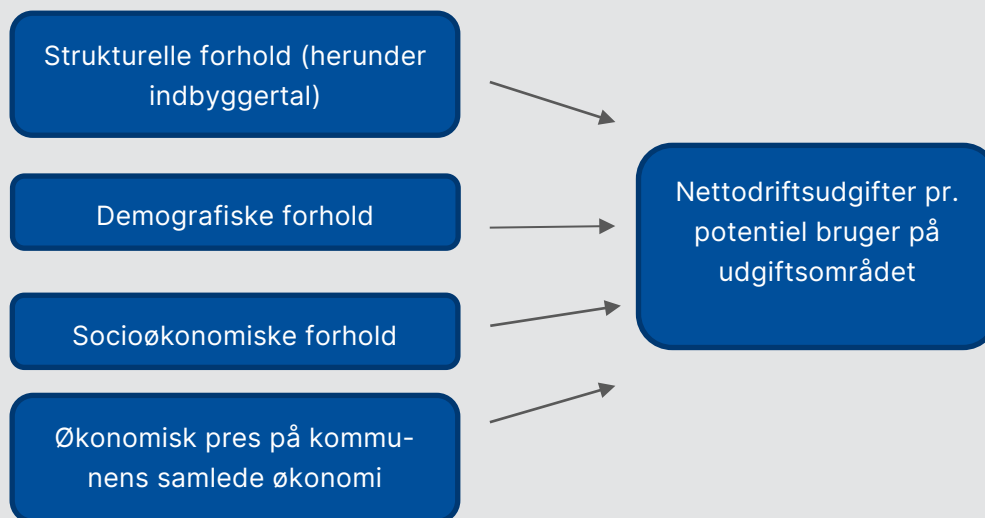 Strukturelle forhold (herunder
indbyggertal)
Demografiske forhold
Socioøkonomiske forhold
Økonomisk pres på kommu-
nens samlede økonomi
Nettodriftsudgifter pr.
potentiel bruger på
udgiftsområdet